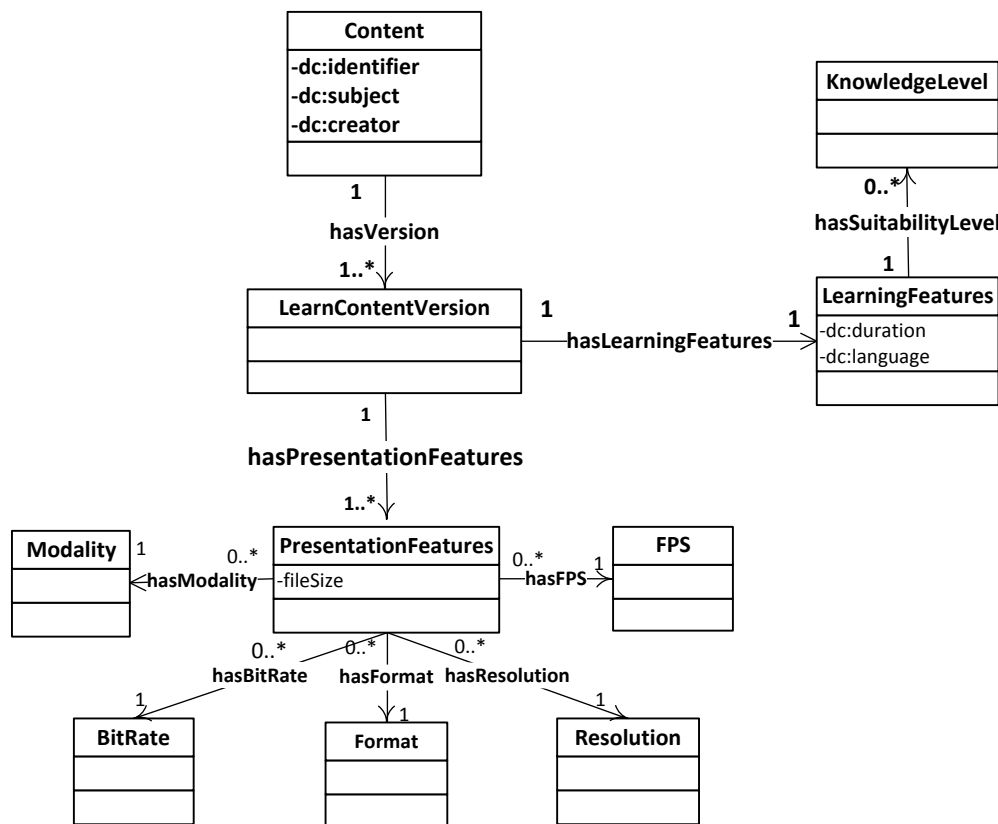 Content
-dc:identifier
-dc:subject
-dc:creator
KnowledgeLevel
1
hasVersion
1..*
0..*
hasSuitabilityLevel
1
LearnContentVersion
1
hasLearningFeatures
1
LearningFeatures
-dc:duration
-dc:language
1
hasPresentationFeatures
1..*
Modality
1
0..*
hasModality
PresentationFeatures
-fileSize
0..*
hasFPS
1
FPS
0..*
hasBitRate
0..*
hasFormat
0..*
hasResolution
1
1
1
BitRate
Format
Resolution